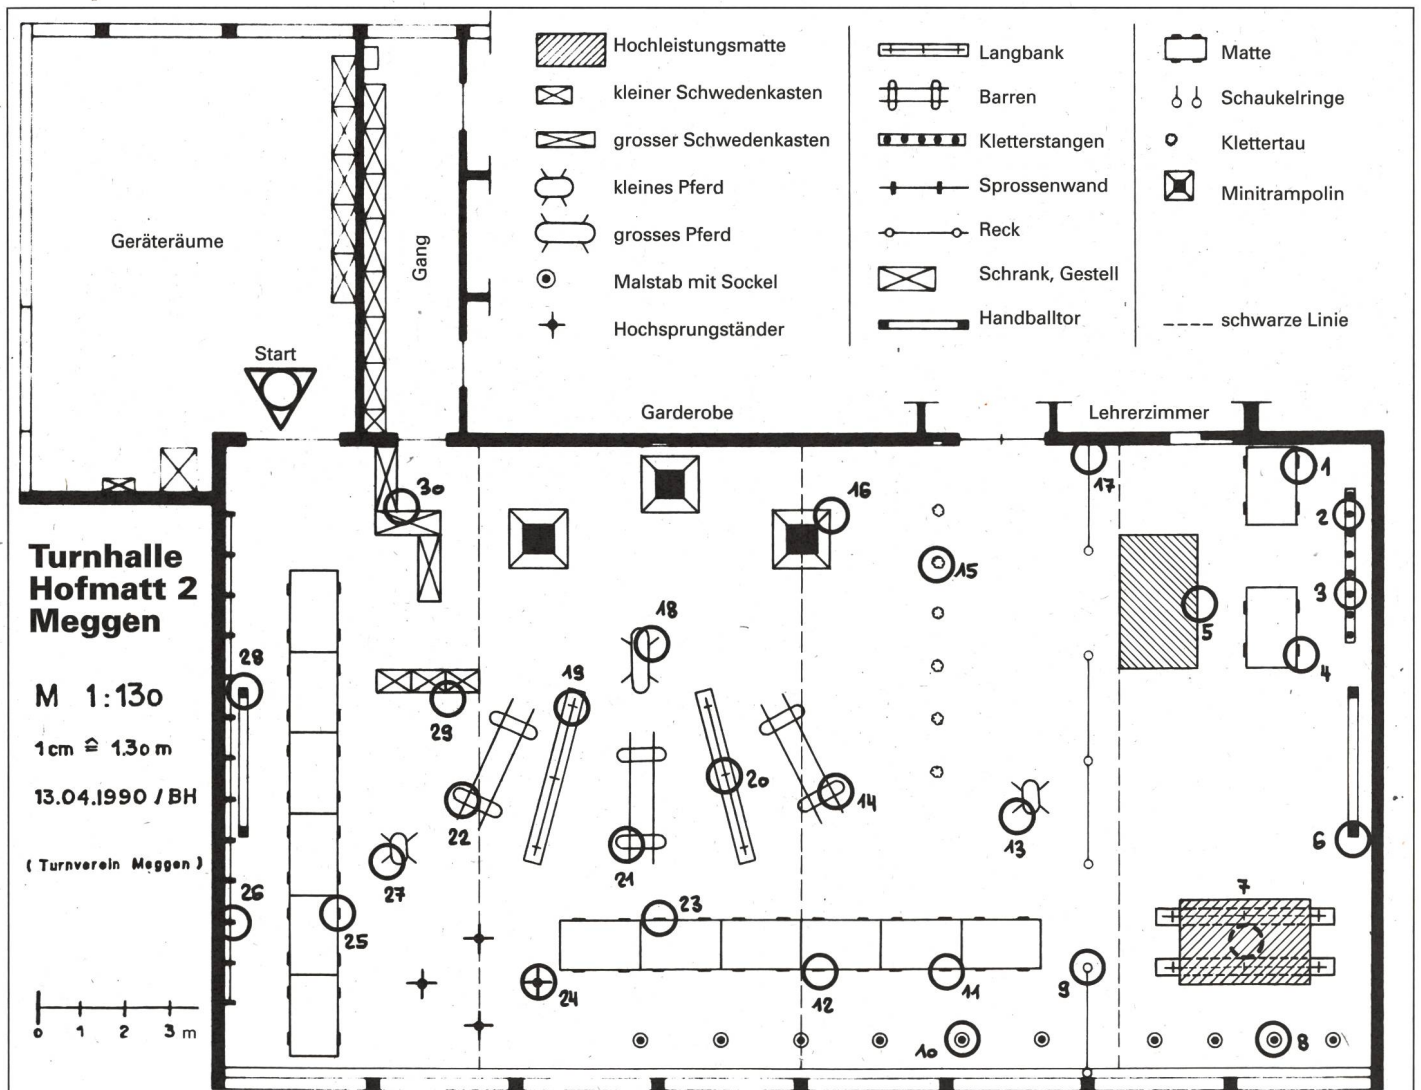 Hochleistungsmatte
kleiner Schwedenkasten
grosser Schwedenkasten
kleines Pferd
grosses Pferd
Malstab mit Sockel
Hochsprungständer
Langbank
Barren
Kletterstangen
Sprossenwand
Reck
Schrank, Gestell
Handballtor
Matte
Schaukelringe
Klettertau
Minitrampolin
schwarze Linie
Geräteräume
Gang
Start
Garderobe
Lehrerzimmer
Turnhalle
Hofmatt 2
Meggen
M 1:130
1cm ≙ 1.30 m
13.04.1990 / BH
( Turnverein Meggen )
0 1 2 3 m
1
2
3
4
5
6
7
8
9
10
11
12
13
14
15
16
17
18
19
20
21
22
23
24
25
26
27
28
29
30